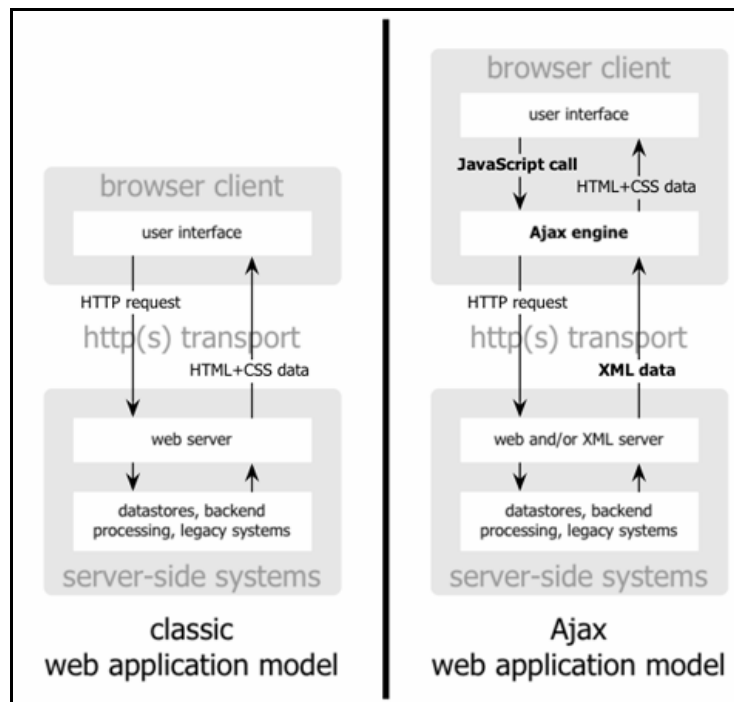 browser client
user interface
HTTP request
http(s) transport
HTML+CSS data
web server
datastores, backend
processing, legacy systems
server-side systems
classic
web application model
browser client
user interface
JavaScript call
HTML+CSS data
Ajax engine
HTTP request
http(s) transport
XML data
web and/or XML server
datastores, backend
processing, legacy systems
server-side systems
Ajax
web application model